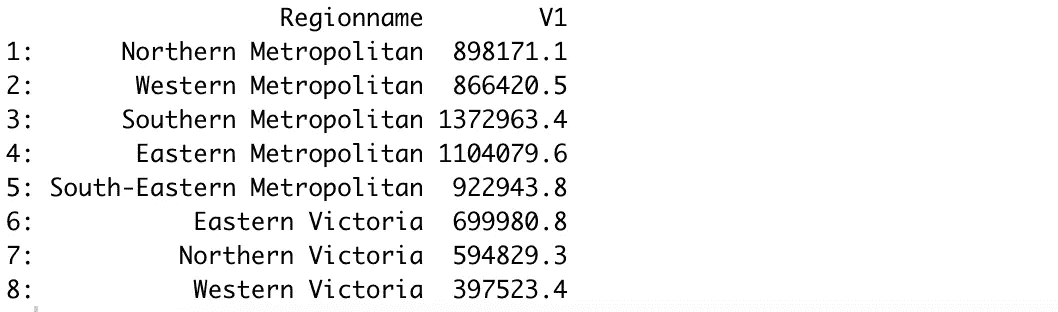 Regionname V1
1: Northern Metropolitan 898171.1
2: Western Metropolitan 866420.5
3: Southern Metropolitan 1372963.4
4: Eastern Metropolitan 1104079.6
5: South-Eastern Metropolitan 922943.8
6: Eastern Victoria 699980.8
7: Northern Victoria 594829.3
8: Western Victoria 397523.4